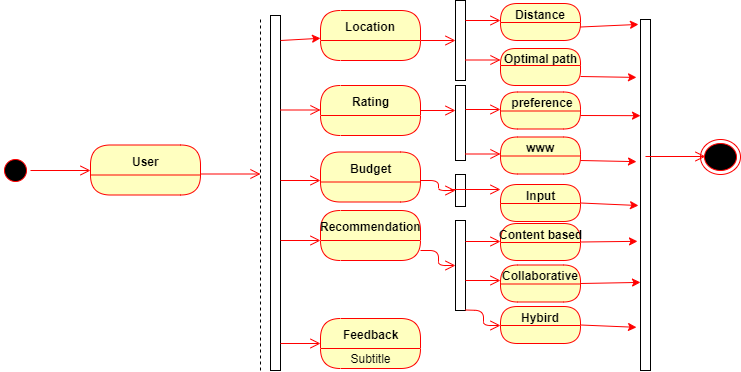 User
Location
Rating
Budget
Recommendation
Feedback
Subtitle
Distance
Optimal path
preference
www
Input
Content based
Collaborative
Hybird